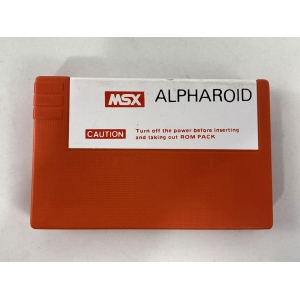 MSX ALPHAROID
CAUTION Turn off the power before inserting
and taking out ROM PACK